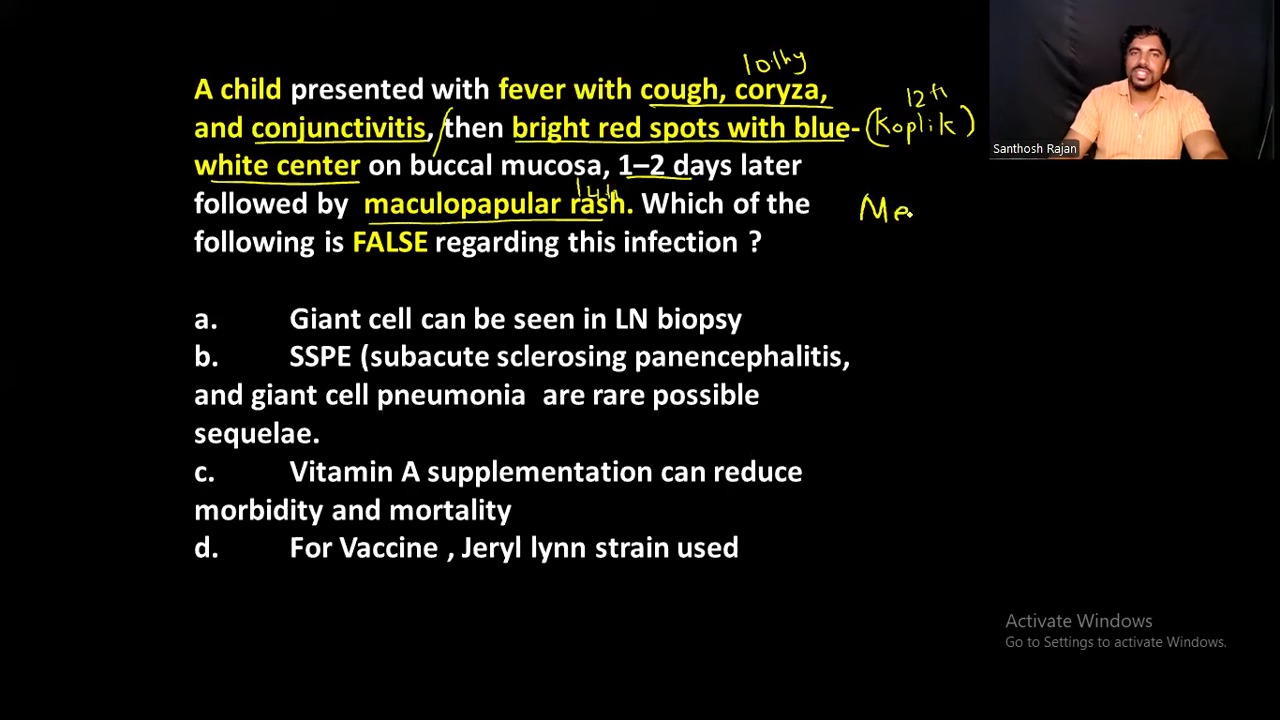 A child presented with fever with cough, coryza,
and conjunctivitis, then bright red spots with blue-
white center on buccal mucosa, 1–2 days later
followed by maculopapular rash. Which of the
following is FALSE regarding this infection ?
a. Giant cell can be seen in LN biopsy
b. SSPE (subacute sclerosing panencephalitis,
and giant cell pneumonia are rare possible
sequelae.
c. Vitamin A supplementation can reduce
morbidity and mortality
d. For Vaccine , Jeryl lynn strain used
(Koplik)
Me
Santhosh Rajan
Activate Windows
Go to Settings to activate Windows.